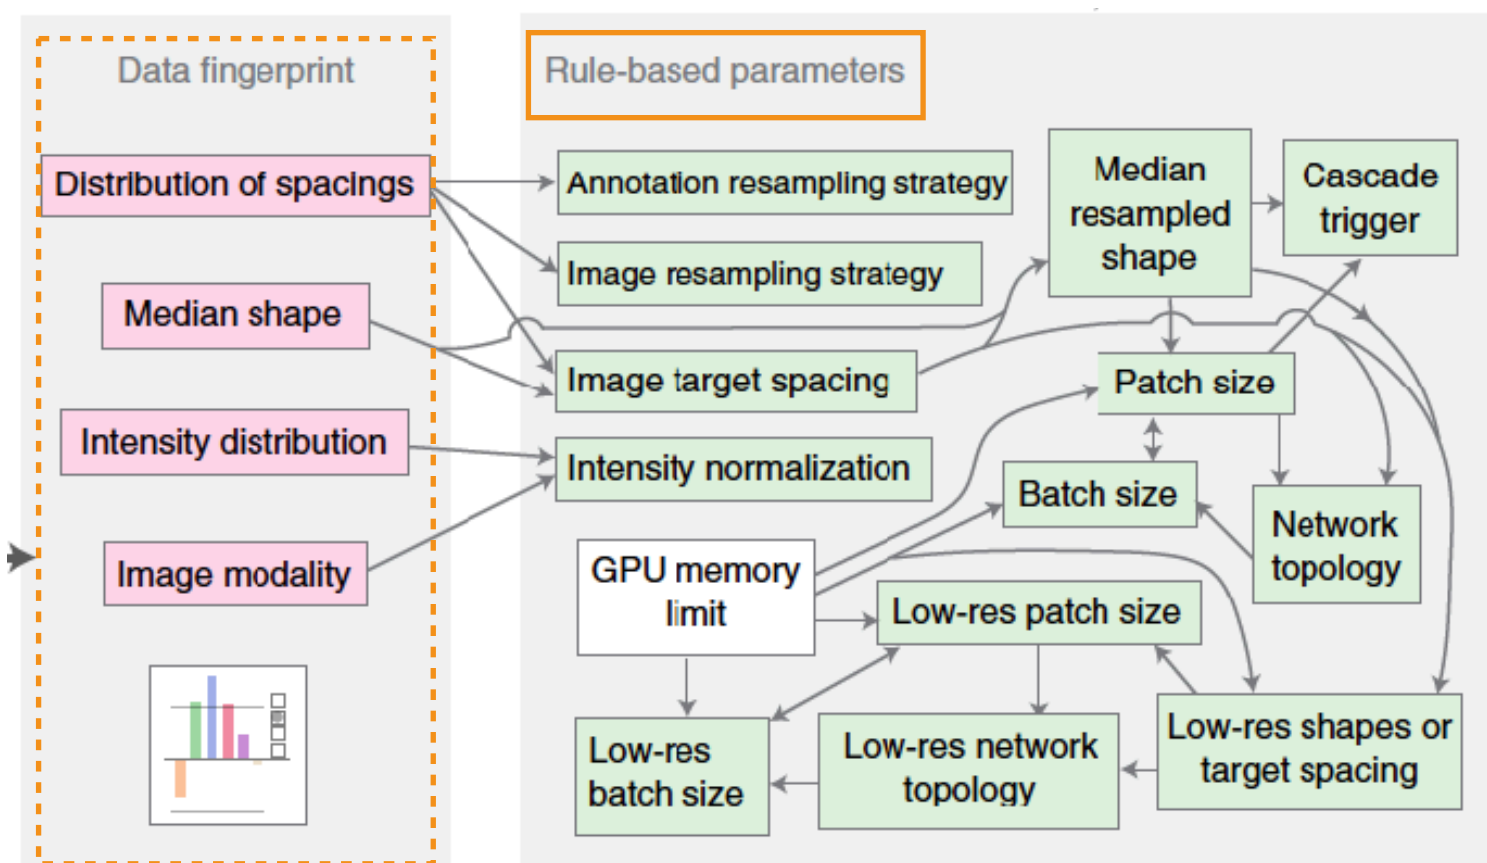 Data fingerprint
Distribution of spacings
Median shape
Intensity distribution
Image modality
Rule-based parameters
Annotation resampling strategy
Image resampling strategy
Image target spacing
Intensity normalization
Median
resampled
shape
Cascade
trigger
Patch size
Batch size
Network
topology
GPU memory
limit
Low-res patch size
Low-res
batch size
Low-res network
topology
Low-res shapes or
target spacing